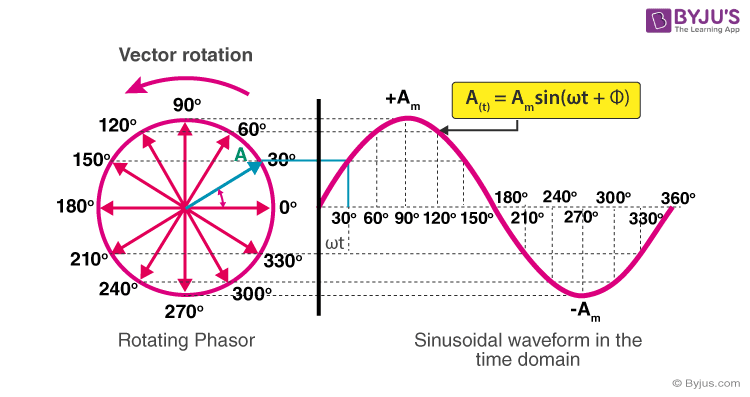 BYJU'S
The Learning App
Vector rotation
90°
120°
60°
150°
A
30°
180°
0°
210°
330°
240°
300°
270°
Rotating Phasor
+Aₘ
A₍ₜ₎ = Aₘsin(ωt + Φ)
30° 60° 90° 120° 150° 180° 210° 240° 270° 300° 330° 360°
ωt
-Aₘ
Sinusoidal waveform in the
time domain
© Byjus.com